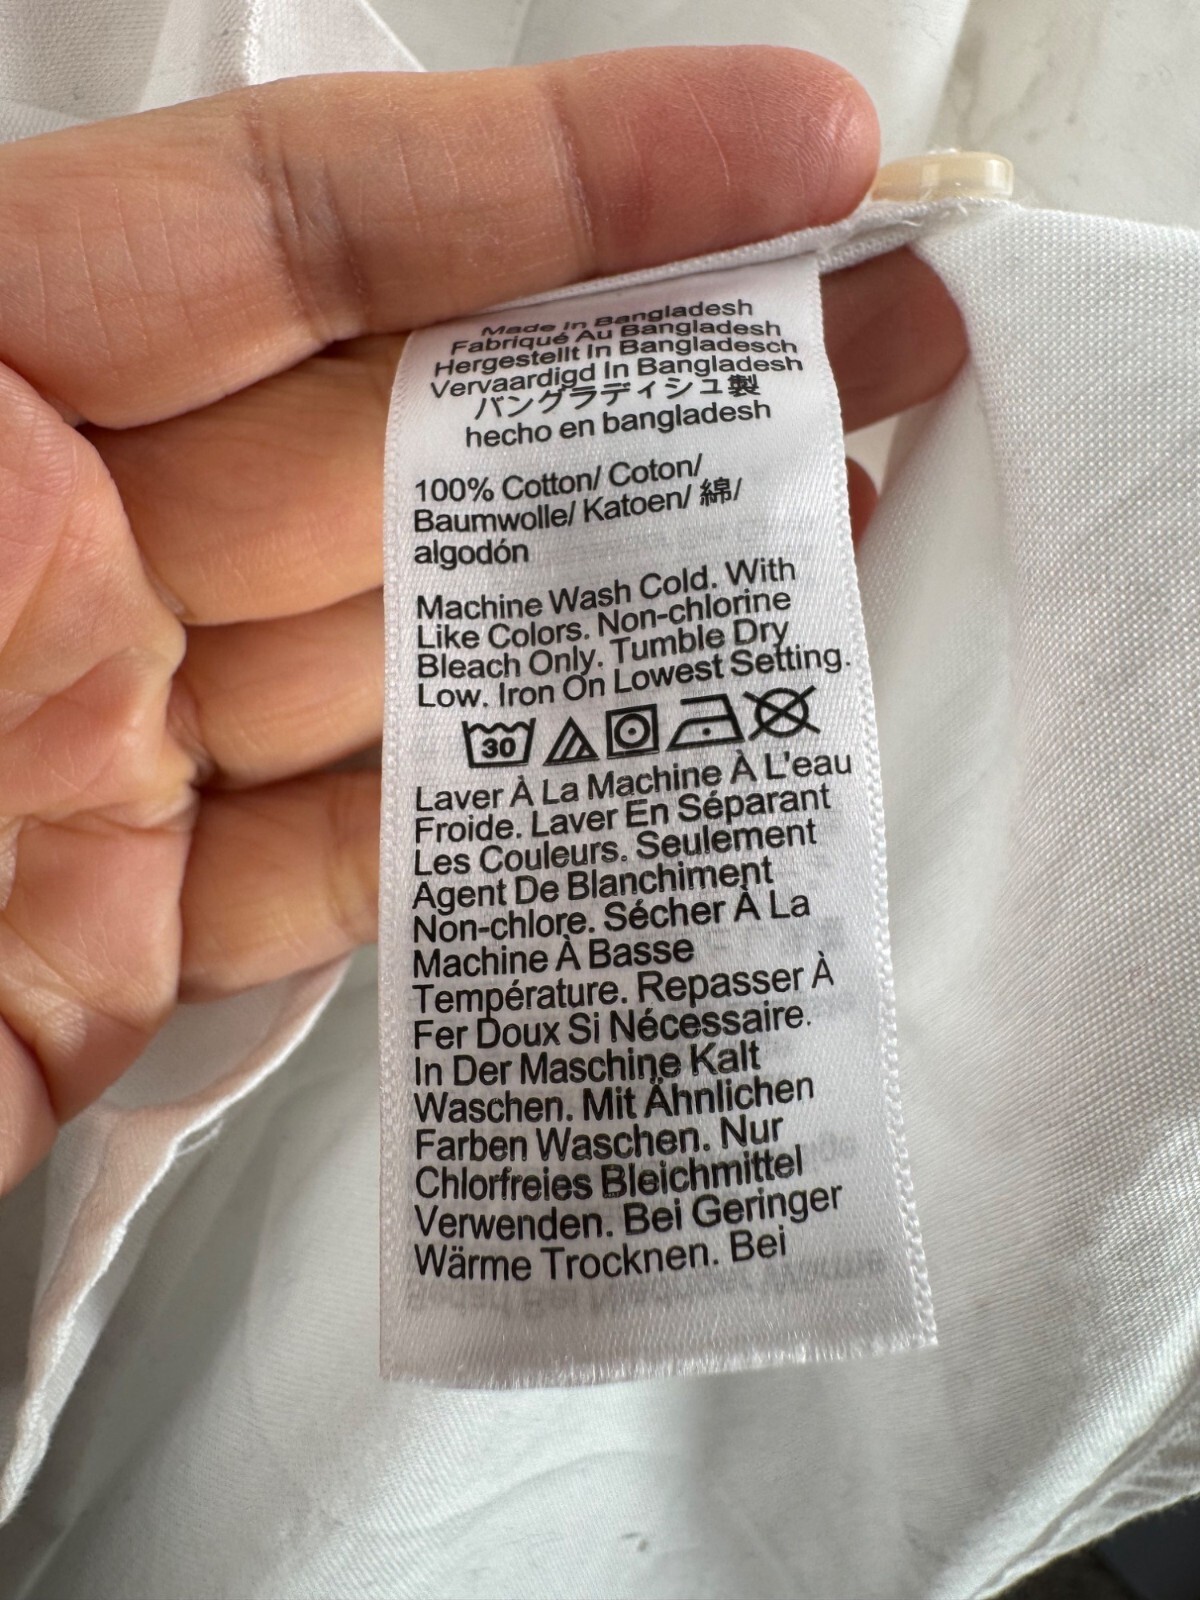 Made In Bangladesh
Fabriqué Au Bangladesh
Hergestellt In Bangladesch
Vervaardigd In Bangladesh
バングラディシュ製
hecho en bangladesh
100% Cotton/ Coton/
Baumwolle/ Katoen/ 綿/
algodón
Machine Wash Cold. With
Like Colors. Non-chlorine
Bleach Only. Tumble Dry
Low. Iron On Lowest Setting.
30
Laver À La Machine À L'eau
Froide. Laver En Séparant
Les Couleurs. Seulement
Agent De Blanchiment
Non-chlore. Sécher À La
Machine À Basse
Température. Repasser À
Fer Doux Si Nécessaire.
In Der Maschine Kalt
Waschen. Mit Ähnlichen
Farben Waschen. Nur
Chlorfreies Bleichmittel
Verwenden. Bei Geringer
Wärme Trocknen. Bei